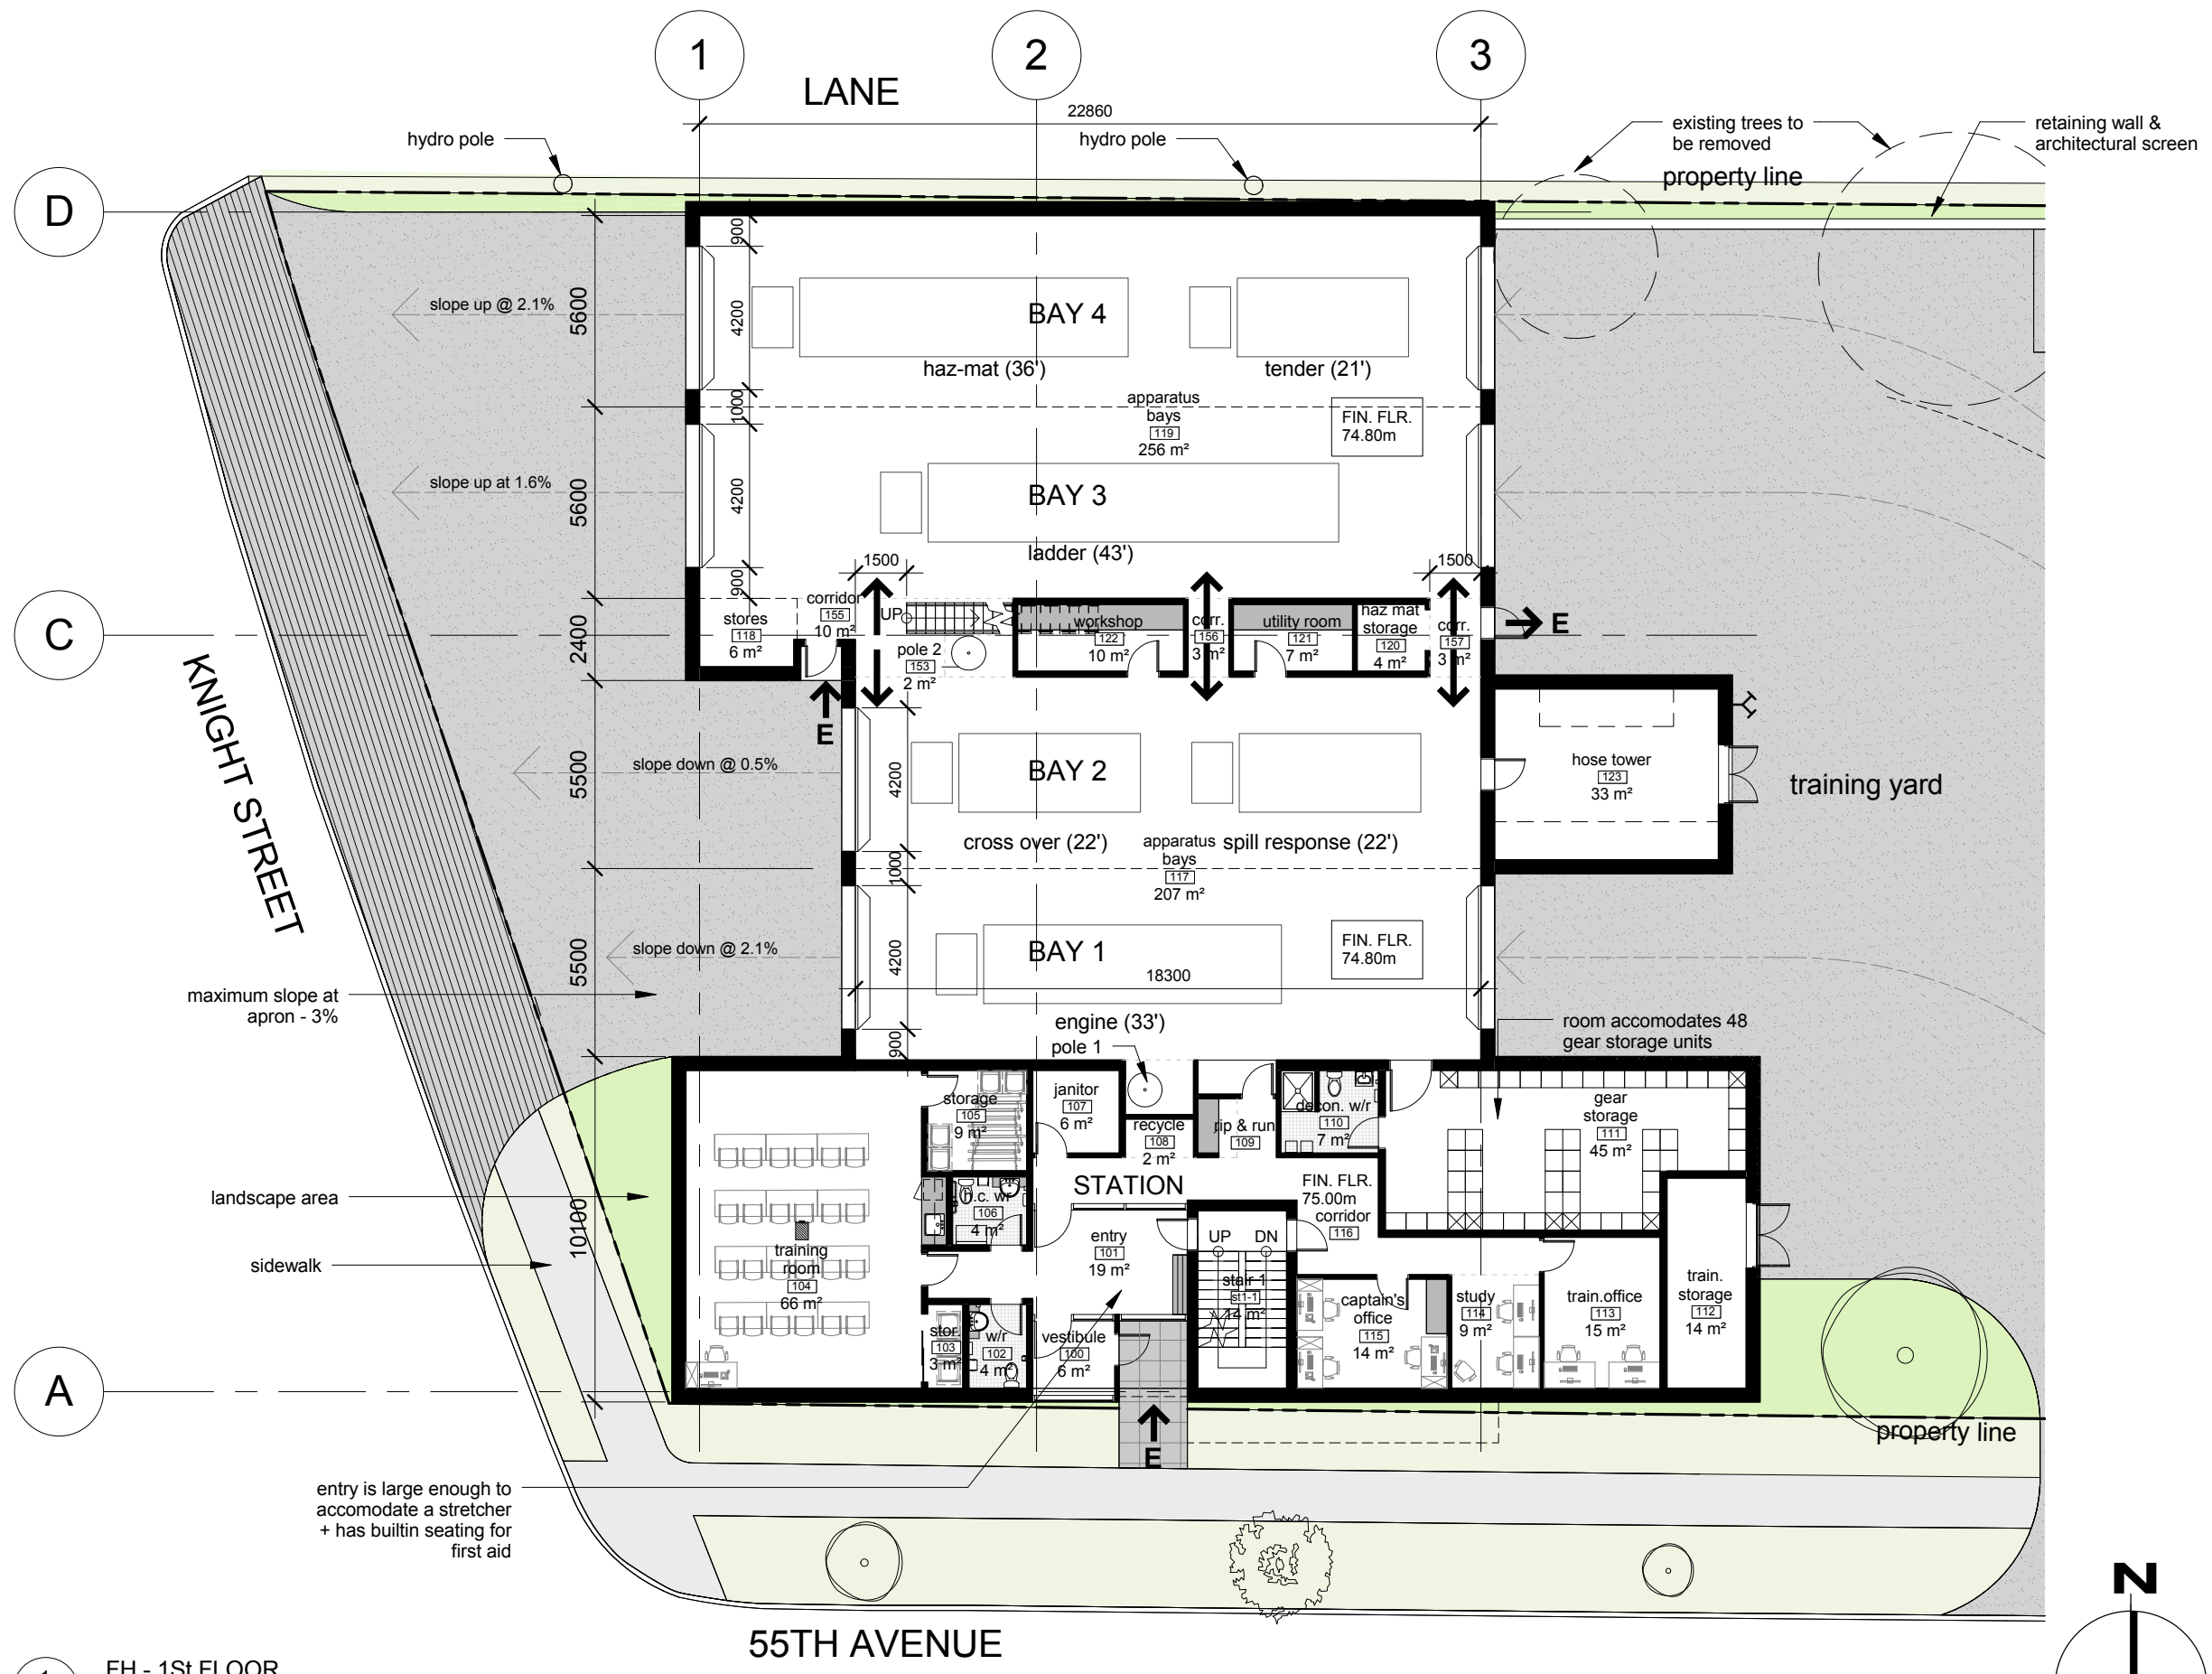 1
2
3
LANE
22860
hydro pole
hydro pole
existing trees to
be removed
retaining wall &
architectural screen
property line
D
900
5600
4200
slope up @ 2.1%
BAY 4
haz-mat (36')
tender (21')
1000
apparatus
bays
119
256 m²
FIN. FLR.
74.80m
slope up at 1.6%
5600
4200
BAY 3
ladder (43')
900
1500
1500
C
2400
stores
118
6 m²
corridor
155
10 m²
UP
pole 2
153
2 m²
workshop
122
10 m²
corr.
156
3 m²
utility room
121
7 m²
haz mat
storage
120
4 m²
corr.
157
3 m²
E
E
KNIGHT STREET
slope down @ 0.5%
5500
4200
BAY 2
cross over (22')
spill response (22')
hose tower
123
33 m²
training yard
1000
apparatus
bays
117
207 m²
slope down @ 2.1%
5500
4200
BAY 1
18300
FIN. FLR.
74.80m
maximum slope at
apron - 3%
engine (33')
900
pole 1
room accomodates 48
gear storage units
storage
105
9 m²
janitor
107
6 m²
recycle
108
2 m²
rip & run
109
decon. w/r
110
7 m²
gear
storage
111
45 m²
landscape area
10100
h.c. wr
106
4 m²
STATION
FIN. FLR.
75.00m
corridor
116
sidewalk
training
room
104
66 m²
entry
101
19 m²
UP
DN
stair 1
st1-1
14 m²
captain's
office
115
14 m²
study
114
9 m²
train.office
113
15 m²
train.
storage
112
14 m²
stor.
103
3 m²
w/r
102
4 m²
vestibule
100
6 m²
A
E
property line
entry is large enough to
accomodate a stretcher
+ has builtin seating for
first aid
55TH AVENUE
N
1
FH - 1St FLOOR